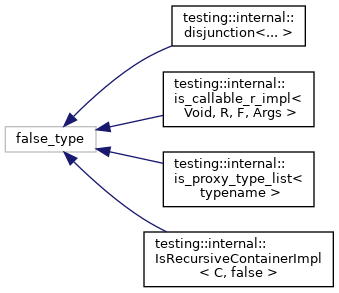 testing::internal::
disjunction<... >
testing::internal::
is_callable_r_impl<
Void, R, F, Args >
false_type
testing::internal::
is_proxy_type_list<
typename >
testing::internal::
IsRecursiveContainerImpl
< C, false >